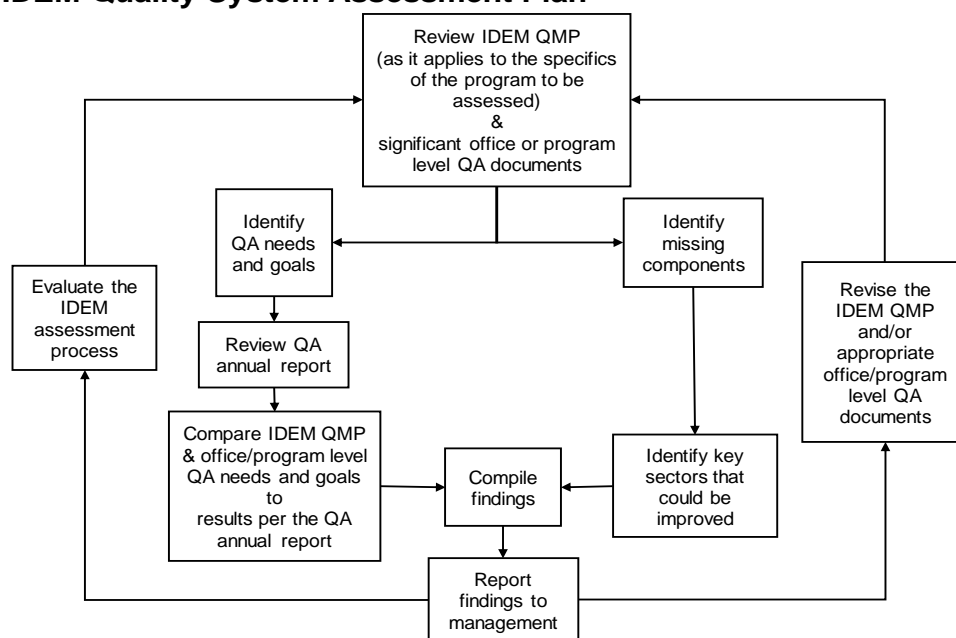 IDEM Quality System Assessment Plan
Review IDEM QMP
(as it applies to the specifics
of the program to be
assessed)
&
significant office or program
level QA documents
Identify
QA needs
and goals
Identify
missing
components
Evaluate the
IDEM
assessment
process
Revise the
IDEM QMP
and/or
appropriate
office/program
level QA
documents
Review QA
annual report
Compare IDEM QMP
& office/program level
QA needs and goals
to
results per the QA
annual report
Compile
findings
Identify key
sectors that
could be
improved
Report
findings to
management